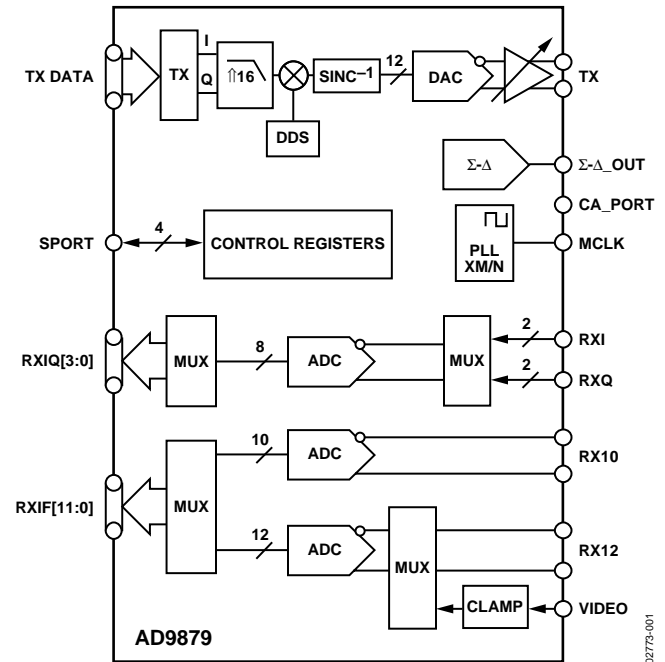 I
TX DATA
TX
Q
⇑16
DDS
SINC–1
12
DAC
TX
Σ-Δ
Σ-Δ_OUT
CA_PORT
SPORT
4
CONTROL REGISTERS
PLL
XM/N
MCLK
RXIQ[3:0]
MUX
8
ADC
MUX
2
RXI
2
RXQ
RXIF[11:0]
MUX
10
ADC
RX10
12
ADC
MUX
RX12
CLAMP
VIDEO
AD9879
02773-001